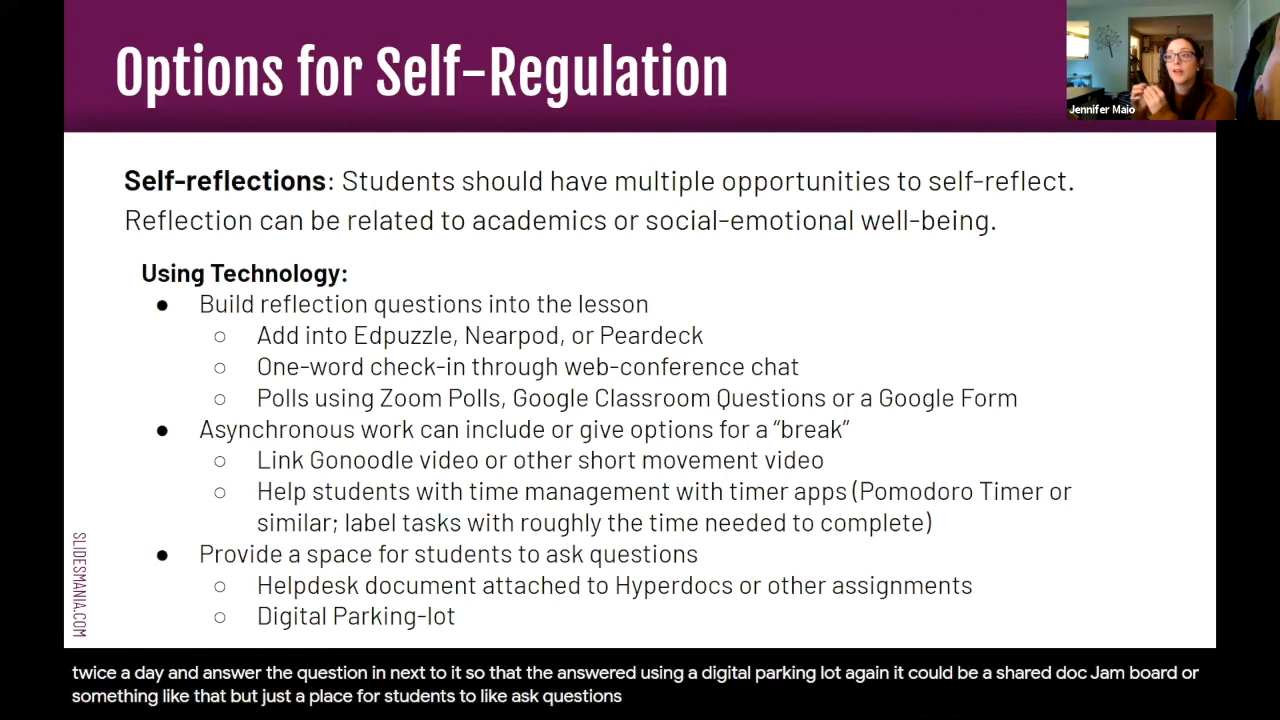 Options for Self-Regulation
Jennifer Maio
Self-reflections: Students should have multiple opportunities to self-reflect.
Reflection can be related to academics or social-emotional well-being.
Using Technology:
● Build reflection questions into the lesson
○ Add into Edpuzzle, Nearpod, or Peardeck
○ One-word check-in through web-conference chat
○ Polls using Zoom Polls, Google Classroom Questions or a Google Form
● Asynchronous work can include or give options for a “break”
○ Link Gonoodle video or other short movement video
○ Help students with time management with timer apps (Pomodoro Timer or
similar; label tasks with roughly the time needed to complete)
● Provide a space for students to ask questions
○ Helpdesk document attached to Hyperdocs or other assignments
○ Digital Parking-lot
SLIDESMANIA.COM
twice a day and answer the question in next to it so that the answered using a digital parking lot again it could be a shared doc Jam board or
something like that but just a place for students to like ask questions